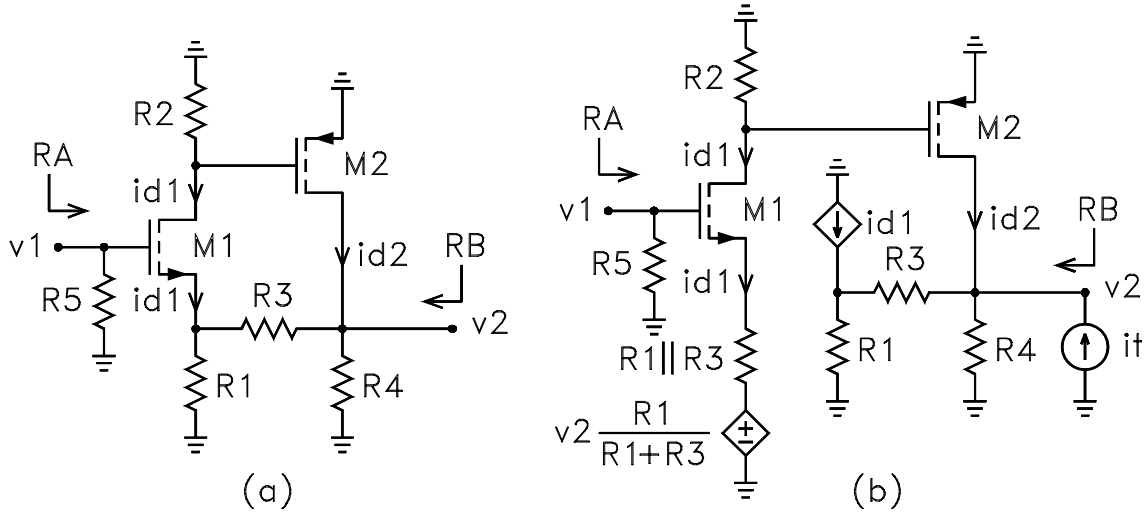 R2
RA
M2
id1
v1
M1
id2
RB
R5
id1
R3
v2
R1
R4
(a)
R2
RA
M2
id1
v1
M1
id1
id2
RB
R5
R3
id1
v2
R1||R3
R1
R4
it
v2 R1
R1+R3
(b)